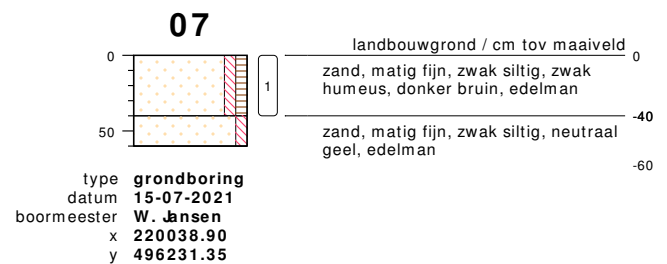 07
landbouwgrond / cm tov maaiveld
0
0
zand, matig fijn, zwak siltig, zwak
humeus, donker bruin, edelman
1
-40
50
zand, matig fijn, zwak siltig, neutraal
geel, edelman
-60
type grondboring
datum 15-07-2021
boormeester W. Jansen
x 220038.90
y 496231.35